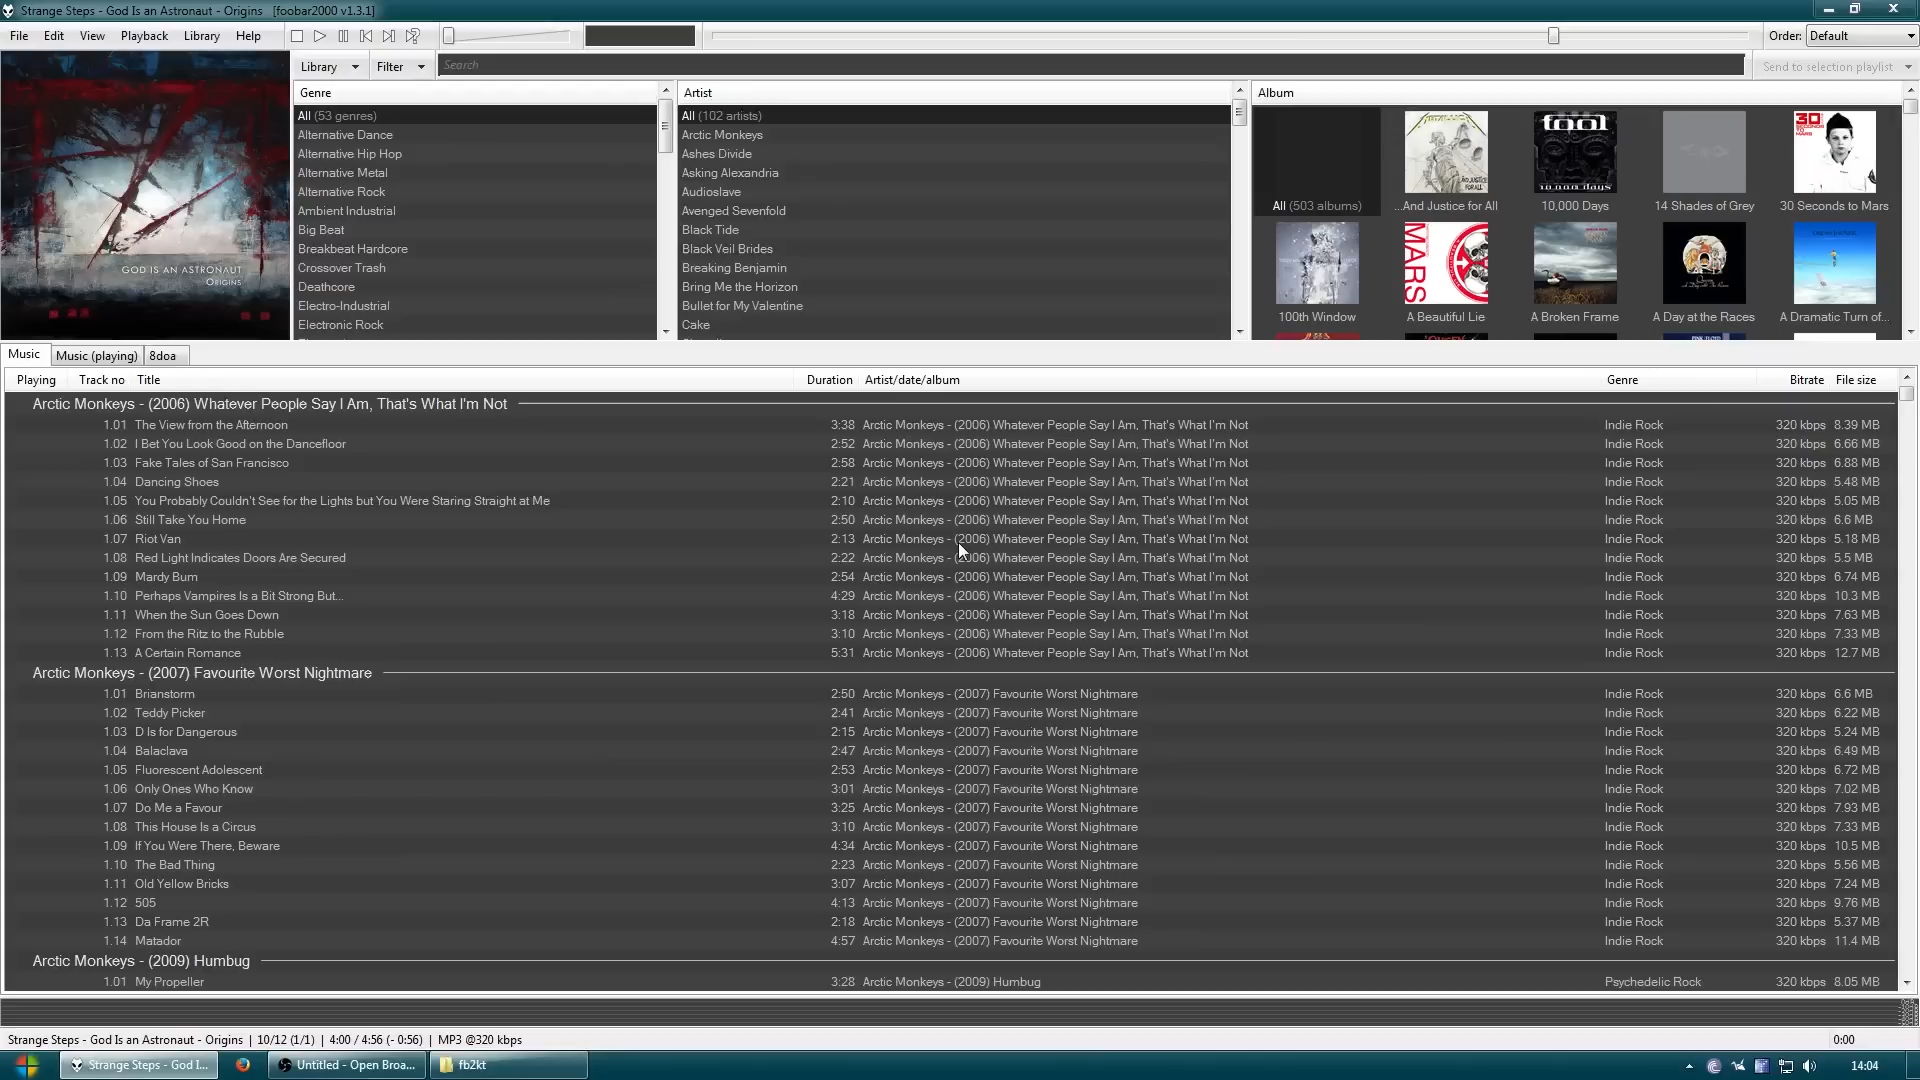 Strange Steps - God Is an Astronaut - Origins   [foobar2000 v1.3.1]
File Edit View Playback Library Help
Order: Default
Library Filter Search Send to selection playlist
GOD IS AN ASTRONAUT
ORIGINS
Genre
All (53 genres)
Alternative Dance
Alternative Hip Hop
Alternative Metal
Alternative Rock
Ambient Industrial
Big Beat
Breakbeat Hardcore
Crossover Trash
Deathcore
Electro-Industrial
Electronic Rock
Artist
All (102 artists)
Arctic Monkeys
Ashes Divide
Asking Alexandria
Audioslave
Avenged Sevenfold
Black Tide
Black Veil Brides
Breaking Benjamin
Bring Me the Horizon
Bullet for My Valentine
Cake
Album
METALLICA
AND JUSTICE FOR ALL
TOOL
10,000 days
30 SECONDS TO MARS
All (503 albums) ...And Justice for All 10,000 Days 14 Shades of Grey 30 Seconds to Mars
MARS
100th Window A Beautiful Lie A Broken Frame A Day at the Races A Dramatic Turn of...
PINK FLOYD
Music Music (playing) 8doa
Playing Track no Title Duration Artist/date/album Genre Bitrate File size
Arctic Monkeys - (2006) Whatever People Say I Am, That's What I'm Not
1.01 The View from the Afternoon 3:38 Arctic Monkeys - (2006) Whatever People Say I Am, That's What I'm Not Indie Rock 320 kbps 8.39 MB
1.02 I Bet You Look Good on the Dancefloor 2:52 Arctic Monkeys - (2006) Whatever People Say I Am, That's What I'm Not Indie Rock 320 kbps 6.66 MB
1.03 Fake Tales of San Francisco 2:58 Arctic Monkeys - (2006) Whatever People Say I Am, That's What I'm Not Indie Rock 320 kbps 6.88 MB
1.04 Dancing Shoes 2:21 Arctic Monkeys - (2006) Whatever People Say I Am, That's What I'm Not Indie Rock 320 kbps 5.48 MB
1.05 You Probably Couldn't See for the Lights but You Were Staring Straight at Me 2:10 Arctic Monkeys - (2006) Whatever People Say I Am, That's What I'm Not Indie Rock 320 kbps 5.05 MB
1.06 Still Take You Home 2:50 Arctic Monkeys - (2006) Whatever People Say I Am, That's What I'm Not Indie Rock 320 kbps 6.6 MB
1.07 Riot Van 2:13 Arctic Monkeys - (2006) Whatever People Say I Am, That's What I'm Not Indie Rock 320 kbps 5.18 MB
1.08 Red Light Indicates Doors Are Secured 2:22 Arctic Monkeys - (2006) Whatever People Say I Am, That's What I'm Not Indie Rock 320 kbps 5.5 MB
1.09 Mardy Bum 2:54 Arctic Monkeys - (2006) Whatever People Say I Am, That's What I'm Not Indie Rock 320 kbps 6.74 MB
1.10 Perhaps Vampires Is a Bit Strong But... 4:29 Arctic Monkeys - (2006) Whatever People Say I Am, That's What I'm Not Indie Rock 320 kbps 10.3 MB
1.11 When the Sun Goes Down 3:18 Arctic Monkeys - (2006) Whatever People Say I Am, That's What I'm Not Indie Rock 320 kbps 7.63 MB
1.12 From the Ritz to the Rubble 3:10 Arctic Monkeys - (2006) Whatever People Say I Am, That's What I'm Not Indie Rock 320 kbps 7.33 MB
1.13 A Certain Romance 5:31 Arctic Monkeys - (2006) Whatever People Say I Am, That's What I'm Not Indie Rock 320 kbps 12.7 MB
Arctic Monkeys - (2007) Favourite Worst Nightmare
1.01 Brianstorm 2:50 Arctic Monkeys - (2007) Favourite Worst Nightmare Indie Rock 320 kbps 6.6 MB
1.02 Teddy Picker 2:41 Arctic Monkeys - (2007) Favourite Worst Nightmare Indie Rock 320 kbps 6.22 MB
1.03 D Is for Dangerous 2:15 Arctic Monkeys - (2007) Favourite Worst Nightmare Indie Rock 320 kbps 5.24 MB
1.04 Balaclava 2:47 Arctic Monkeys - (2007) Favourite Worst Nightmare Indie Rock 320 kbps 6.49 MB
1.05 Fluorescent Adolescent 2:53 Arctic Monkeys - (2007) Favourite Worst Nightmare Indie Rock 320 kbps 6.72 MB
1.06 Only Ones Who Know 3:01 Arctic Monkeys - (2007) Favourite Worst Nightmare Indie Rock 320 kbps 7.02 MB
1.07 Do Me a Favour 3:25 Arctic Monkeys - (2007) Favourite Worst Nightmare Indie Rock 320 kbps 7.93 MB
1.08 This House Is a Circus 3:10 Arctic Monkeys - (2007) Favourite Worst Nightmare Indie Rock 320 kbps 7.33 MB
1.09 If You Were There, Beware 4:34 Arctic Monkeys - (2007) Favourite Worst Nightmare Indie Rock 320 kbps 10.5 MB
1.10 The Bad Thing 2:23 Arctic Monkeys - (2007) Favourite Worst Nightmare Indie Rock 320 kbps 5.56 MB
1.11 Old Yellow Bricks 3:07 Arctic Monkeys - (2007) Favourite Worst Nightmare Indie Rock 320 kbps 7.24 MB
1.12 505 4:13 Arctic Monkeys - (2007) Favourite Worst Nightmare Indie Rock 320 kbps 9.76 MB
1.13 Da Frame 2R 2:18 Arctic Monkeys - (2007) Favourite Worst Nightmare Indie Rock 320 kbps 5.37 MB
1.14 Matador 4:57 Arctic Monkeys - (2007) Favourite Worst Nightmare Indie Rock 320 kbps 11.4 MB
Arctic Monkeys - (2009) Humbug
1.01 My Propeller 3:28 Arctic Monkeys - (2009) Humbug Psychedelic Rock 320 kbps 8.05 MB
Strange Steps - God Is an Astronaut - Origins | 10/12 (1/1) | 4:00 / 4:56 (- 0:56) | MP3 @320 kbps 0:00
Strange Steps - God I... Untitled - Open Broa... fb2kt 14:04